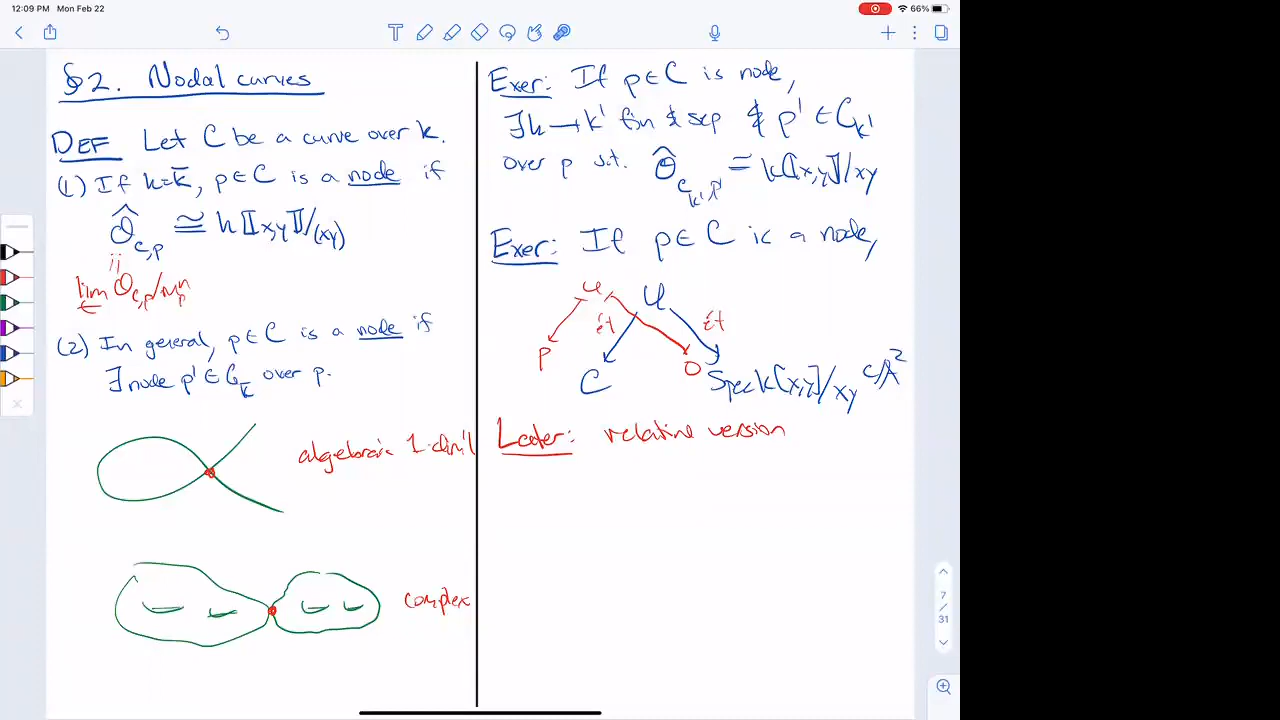 12:09 PM Mon Feb 22
66%
§2. Nodal curves
DEF Let C be a curve over k.
(1) If k=k̄, p∈C is a node if
Ô_{C,p} ≅ k⟦x,y⟧/(xy)
lim O_{C,p}/m_p^n
←
(2) In general, p∈C is a node if
∃ node p'∈C_k̄ over p.
algebraic 1-dim'l
complex
Exer: If p∈C is node,
∃k→k' fin & sep & p'∈C_{k'}
over p s.t. Ô_{C_{k'},p'} ≅ k⟦x,y⟧/xy
Exer: If p∈C is a node,
u U
ét ét
p 0
C Spec k[x,y]/xy ⊂ A²
Later: relative version
7
/
31